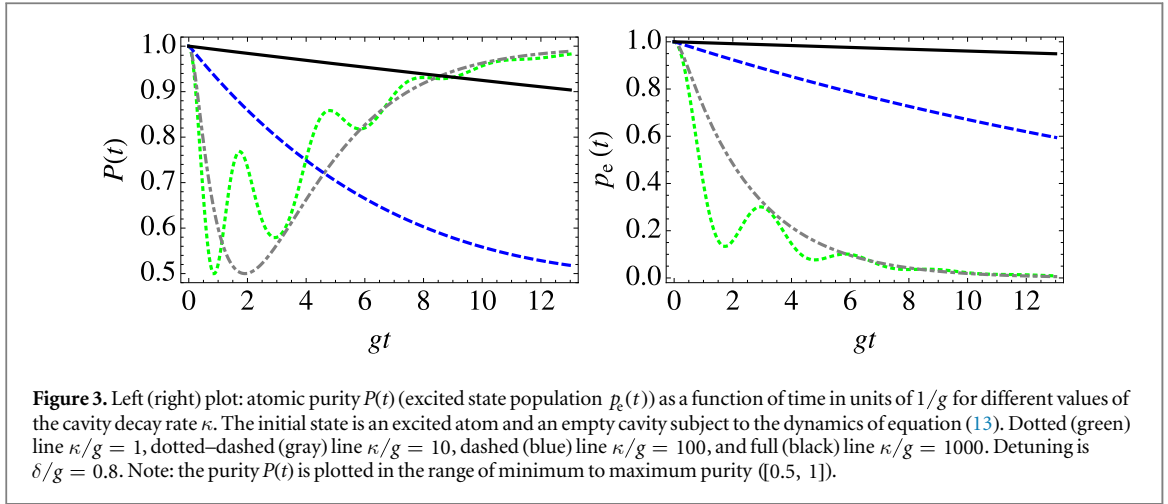 1.0
0.9
0.8
0.7
0.6
0.5
P(t)
0 2 4 6 8 10 12
gt
1.0
0.8
0.6
0.4
0.2
0.0
pₑ(t)
0 2 4 6 8 10 12
gt
Figure 3. Left (right) plot: atomic purity P(t) (excited state population pₑ(t)) as a function of time in units of 1/g for different values of
the cavity decay rate κ. The initial state is an excited atom and an empty cavity subject to the dynamics of equation (13). Dotted (green)
line κ/g = 1, dotted–dashed (gray) line κ/g = 10, dashed (blue) line κ/g = 100, and full (black) line κ/g = 1000. Detuning is
δ/g = 0.8. Note: the purity P(t) is plotted in the range of minimum to maximum purity ([0.5, 1]).